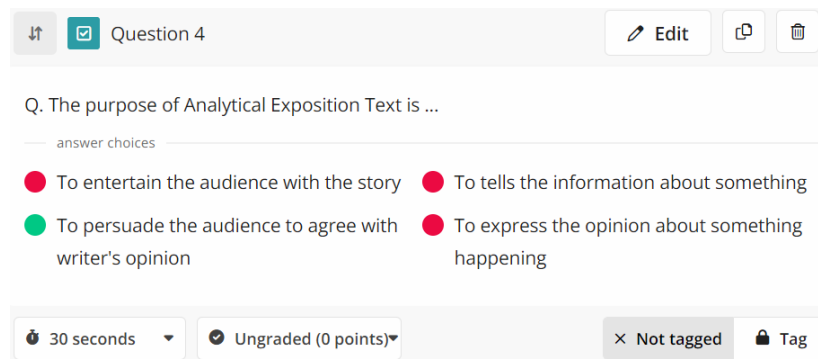 Question 4
Edit
Q. The purpose of Analytical Exposition Text is ...
answer choices
To entertain the audience with the story
To tells the information about something
To persuade the audience to agree with
writer's opinion
To express the opinion about something
happening
30 seconds
Ungraded (0 points)
× Not tagged
Tag